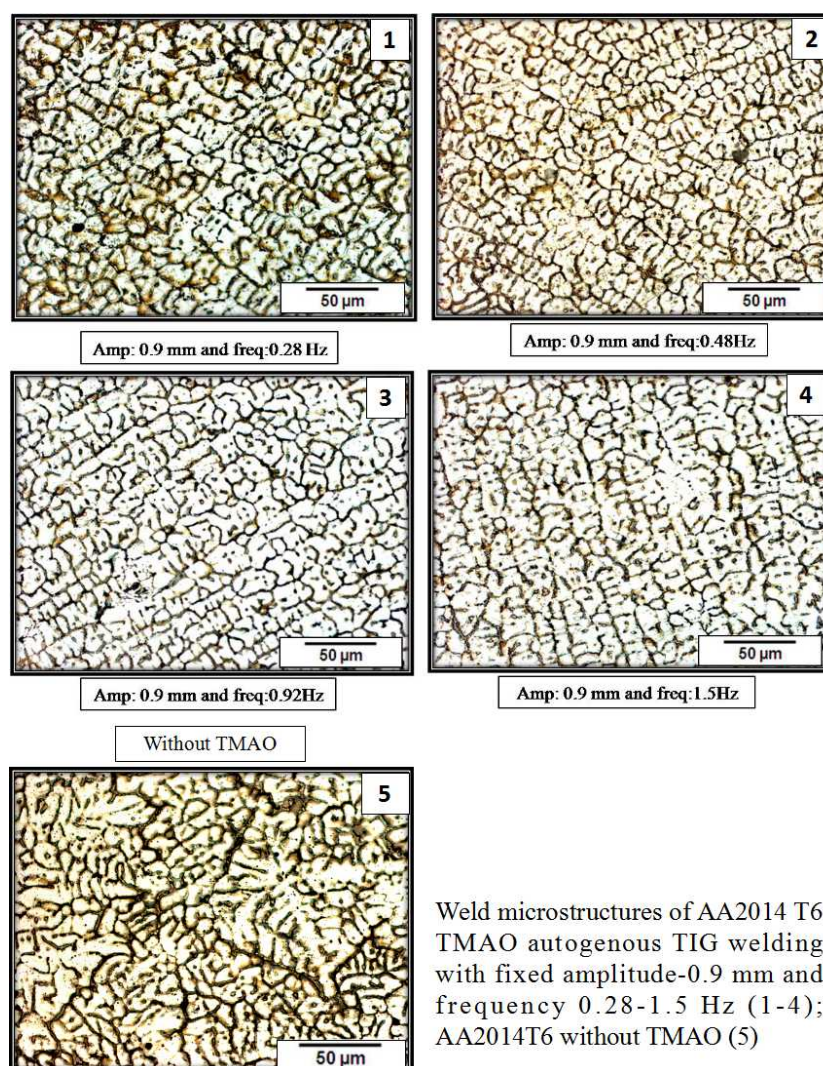 1
50 µm
Amp: 0.9 mm and freq:0.28 Hz
2
50 µm
Amp: 0.9 mm and freq:0.48Hz
3
50 µm
Amp: 0.9 mm and freq:0.92Hz
4
50 µm
Amp: 0.9 mm and freq:1.5Hz
Without TMAO
5
50 µm
Weld microstructures of AA2014 T6
TMAO autogenous TIG welding
with fixed amplitude-0.9 mm and
frequency 0.28-1.5 Hz (1-4);
AA2014T6 without TMAO (5)